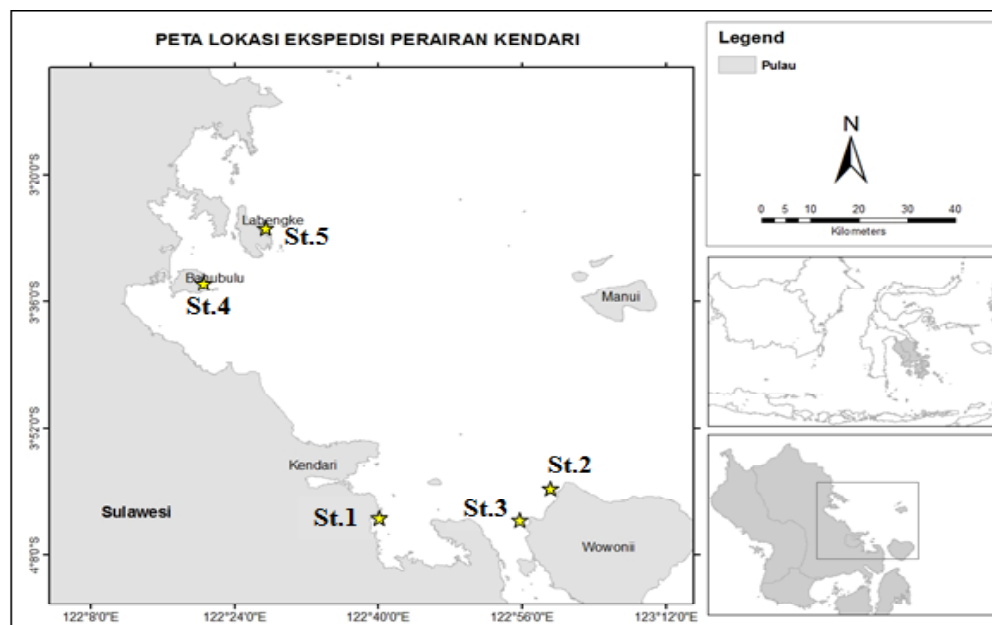 PETA LOKASI EKSPEDISI PERAIRAN KENDARI
3°20'0"S
3°36'0"S
3°52'0"S
4°8'0"S
Labengke
St.5
Bahubulu
St.4
Manui
Kendari
St.2
Sulawesi
St.1
St.3
Wowonii
122°8'0"E
122°24'0"E
122°40'0"E
122°56'0"E
123°12'0"E
Legend
Pulau
N
0 5 10 20 30 40
Kilometers